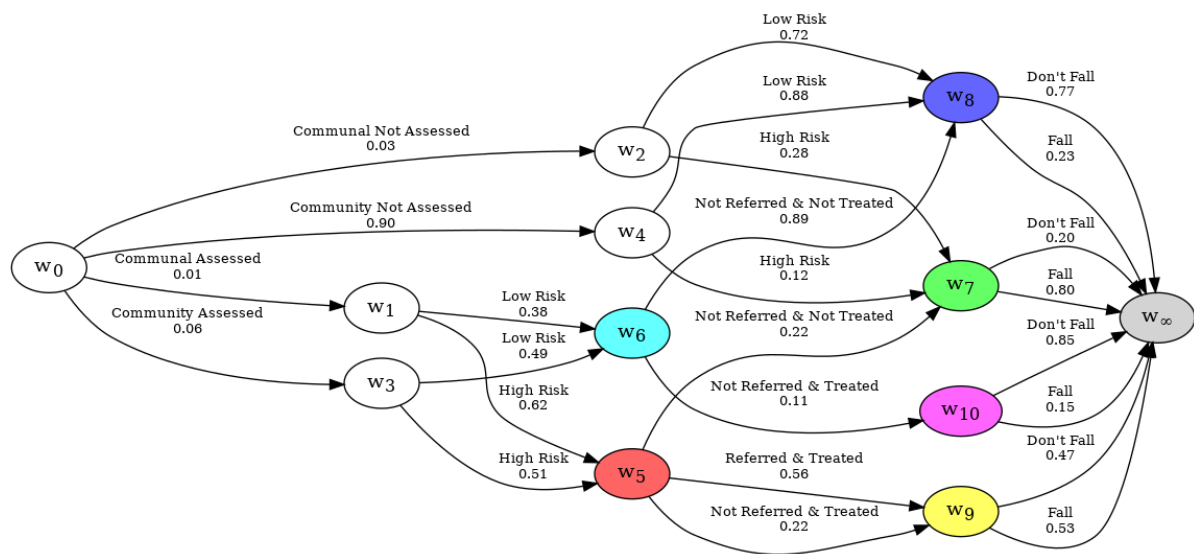 Low Risk
0.72
Low Risk
0.88
Don't Fall
0.77
w8
Communal Not Assessed
0.03
High Risk
0.28
Fall
0.23
w2
Community Not Assessed
0.90
Not Referred & Not Treated
0.89
w4
Don't Fall
0.20
w0
Communal Assessed
0.01
High Risk
0.12
Fall
0.80
w7
Community Assessed
0.06
w1
Low Risk
0.38
Not Referred & Not Treated
0.22
w∞
w6
Don't Fall
0.85
Low Risk
0.49
w3
High Risk
0.62
Not Referred & Treated
0.11
w10
Fall
0.15
High Risk
0.51
w5
Referred & Treated
0.56
Don't Fall
0.47
Not Referred & Treated
0.22
w9
Fall
0.53